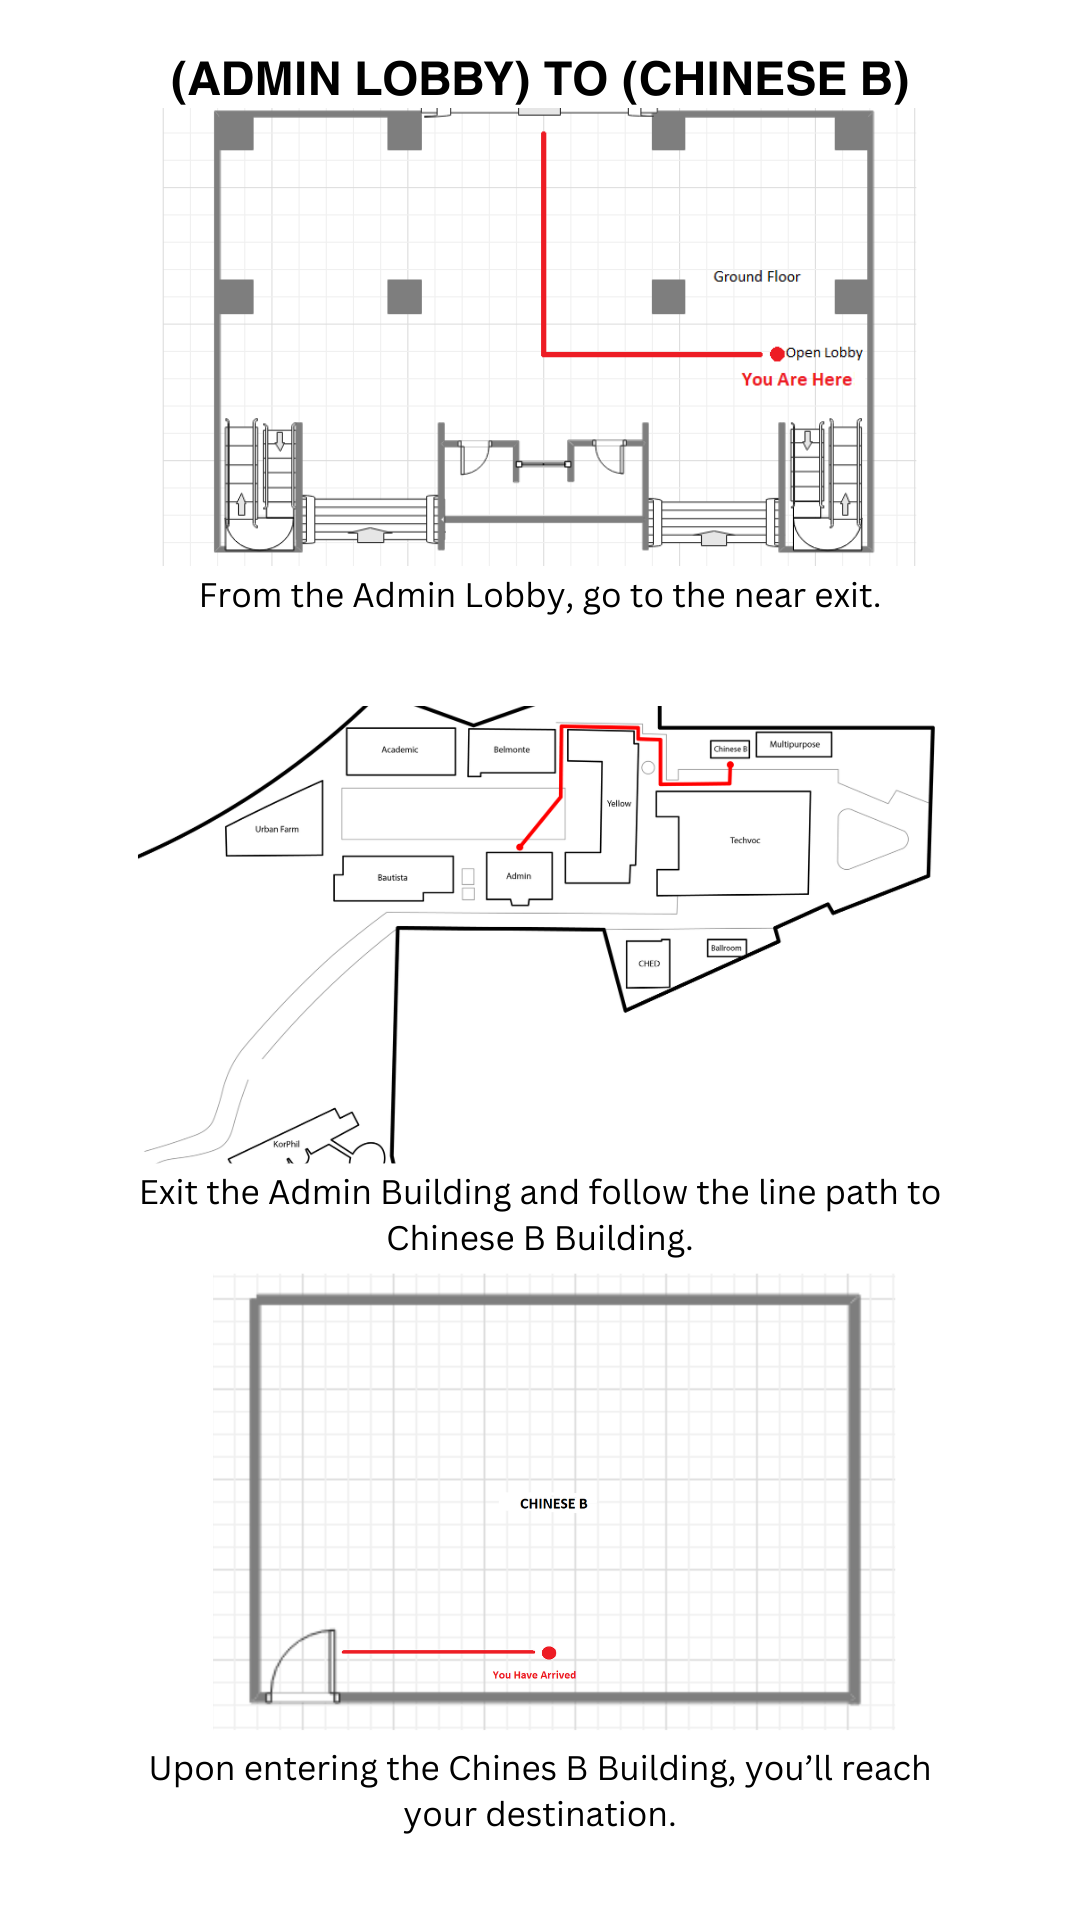 (ADMIN LOBBY) TO (CHINESE B)
Ground Floor
Open Lobby
You Are Here
From the Admin Lobby, go to the near exit.
Academic
Belmonte
Chinese B
Multipurpose
Urban Farm
Yellow
Techvoc
Bautista
Admin
CHED
Ballroom
KorPhil
Exit the Admin Building and follow the line path to
Chinese B Building.
CHINESE B
You Have Arrived
Upon entering the Chines B Building, you’ll reach
your destination.